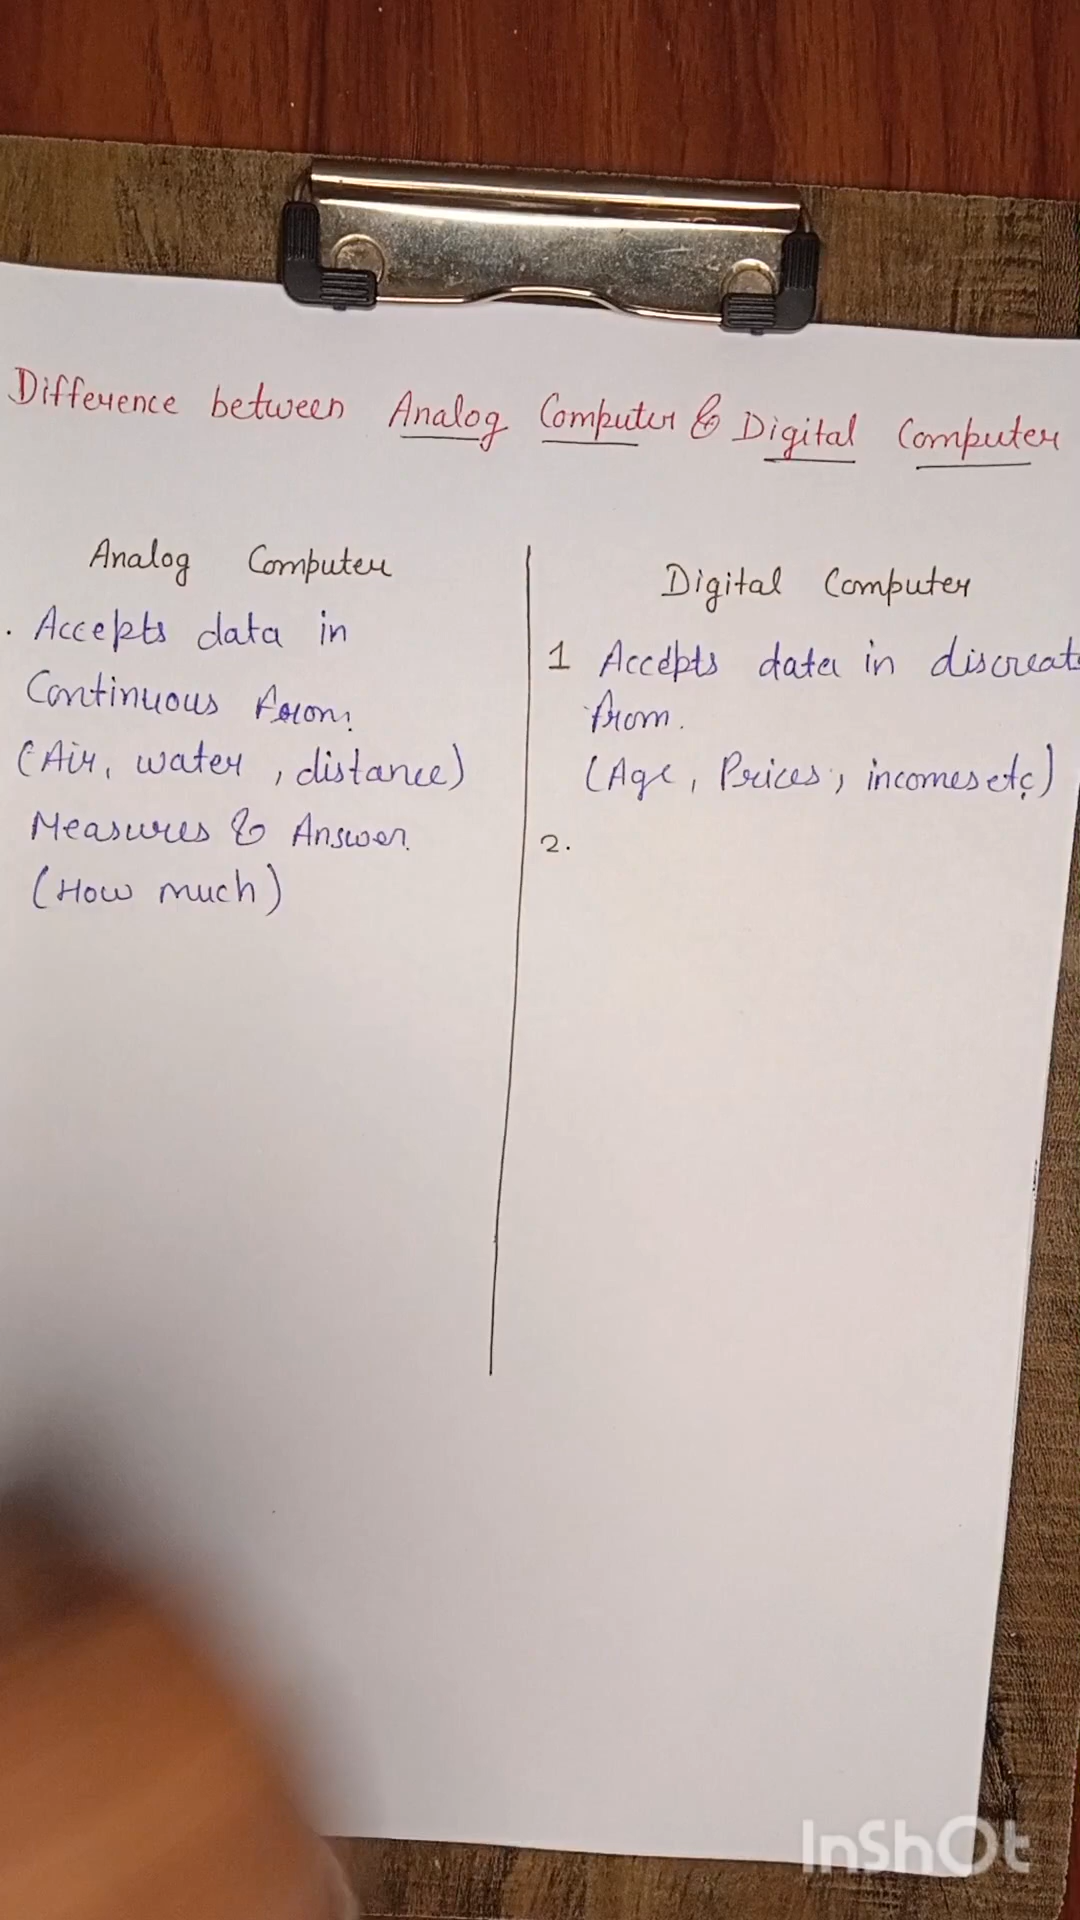 Difference between Analog Computer & Digital Computer
Analog Computer
. Accepts data in
Continuous form.
(Air, water, distance)
Measures & Answer.
(How much)
Digital Computer
1 Accepts data in discreat
from.
(Age, Prices, incomes etc)
2.
InShOt